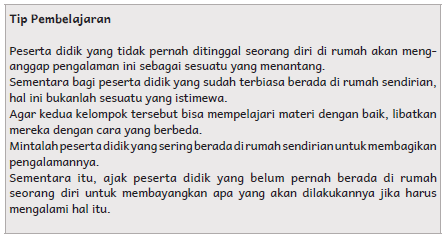 Tip Pembelajaran
Peserta didik yang tidak pernah ditinggal seorang diri di rumah akan meng-
anggap pengalaman ini sebagai sesuatu yang menantang.
Sementara bagi peserta didik yang sudah terbiasa berada di rumah sendirian,
hal ini bukanlah sesuatu yang istimewa.
Agar kedua kelompok tersebut bisa mempelajari materi dengan baik, libatkan
mereka dengan cara yang berbeda.
Mintalah peserta didik yang sering berada di rumah sendirian untuk membagikan
pengalamannya.
Sementara itu, ajak peserta didik yang belum pernah berada di rumah
seorang diri untuk membayangkan apa yang akan dilakukannya jika harus
mengalami hal itu.